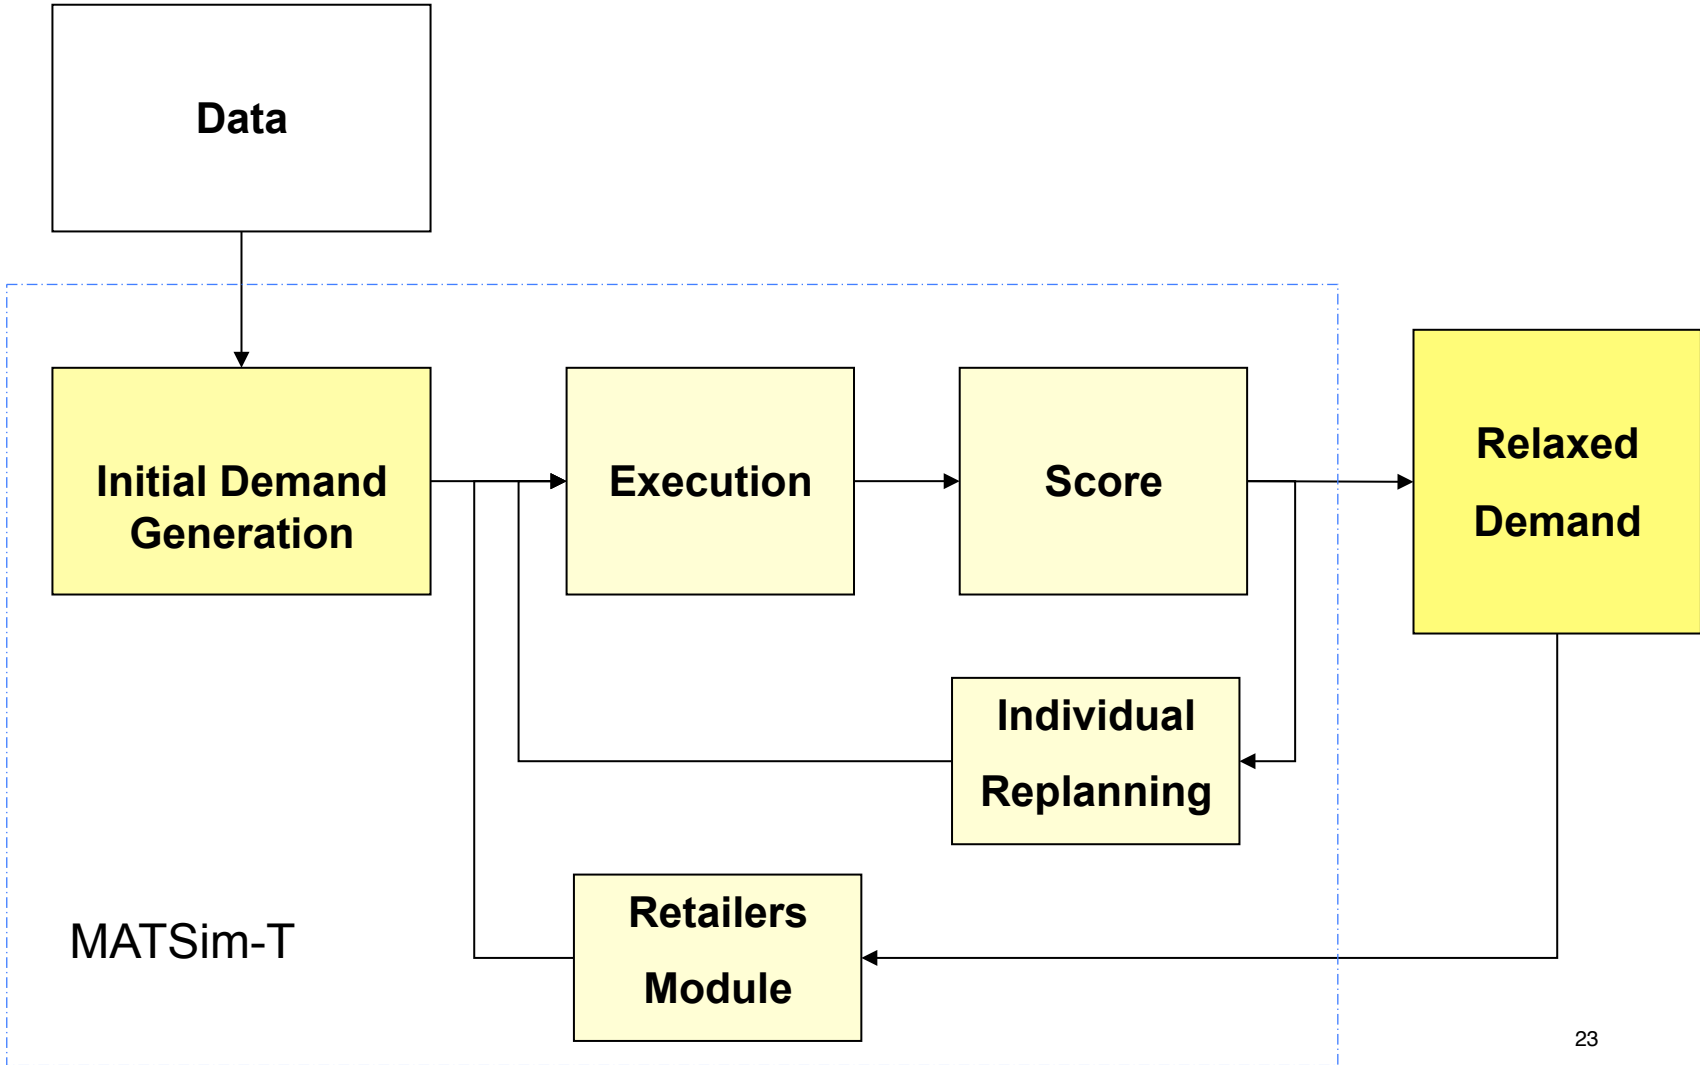 Data
Initial Demand
Generation
Execution
Score
Relaxed
Demand
Individual
Replanning
Retailers
Module
MATSim-T
23